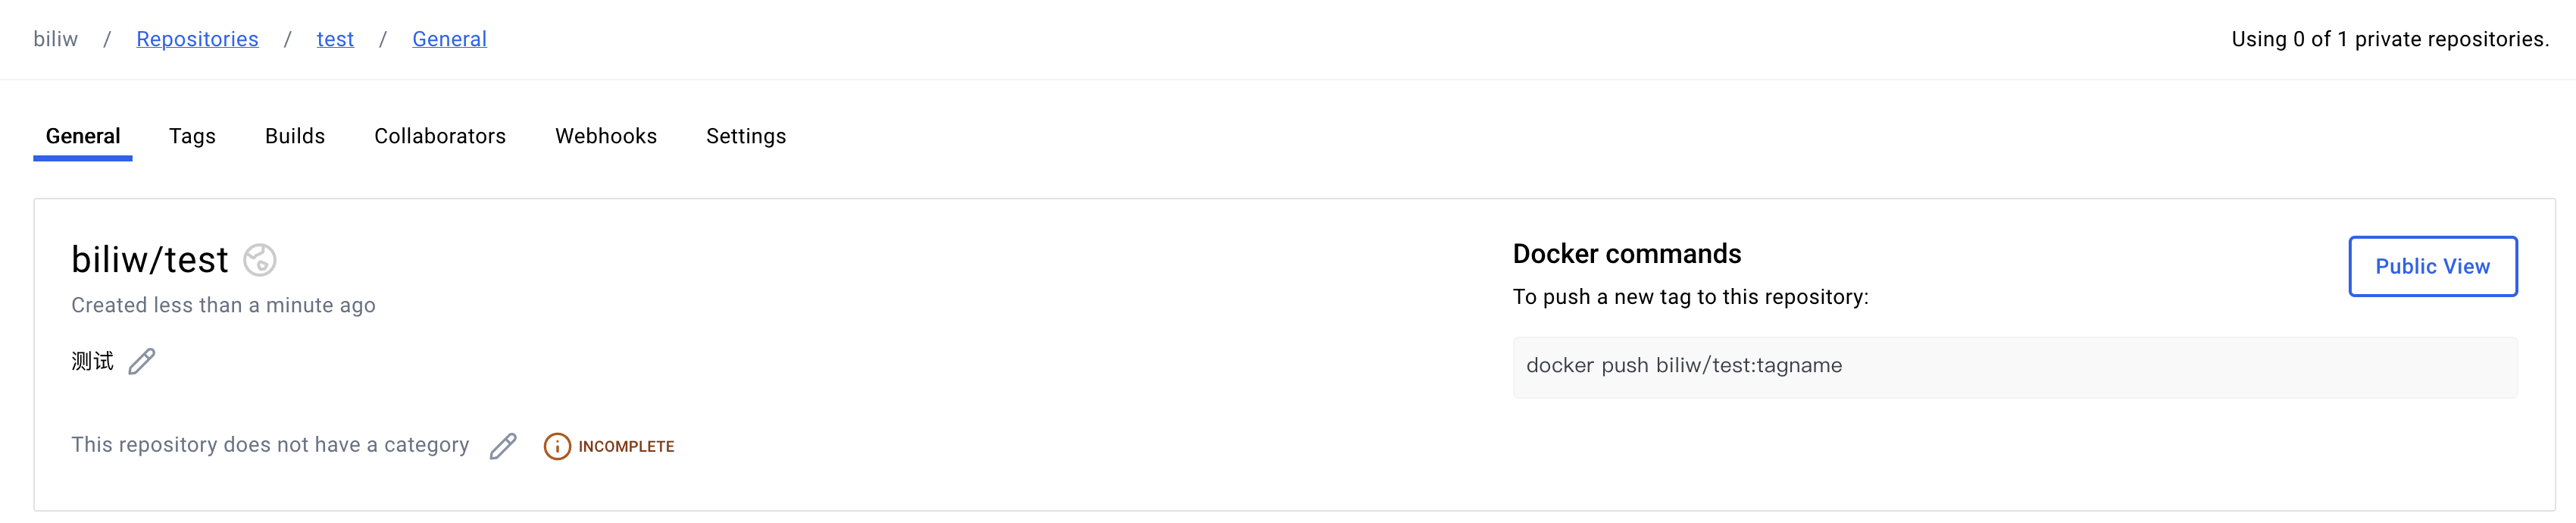 biliw / Repositories / test / General
Using 0 of 1 private repositories.
General Tags Builds Collaborators Webhooks Settings
biliw/test
Created less than a minute ago
测试
This repository does not have a category
INCOMPLETE
Docker commands
Public View
To push a new tag to this repository:
docker push biliw/test:tagname